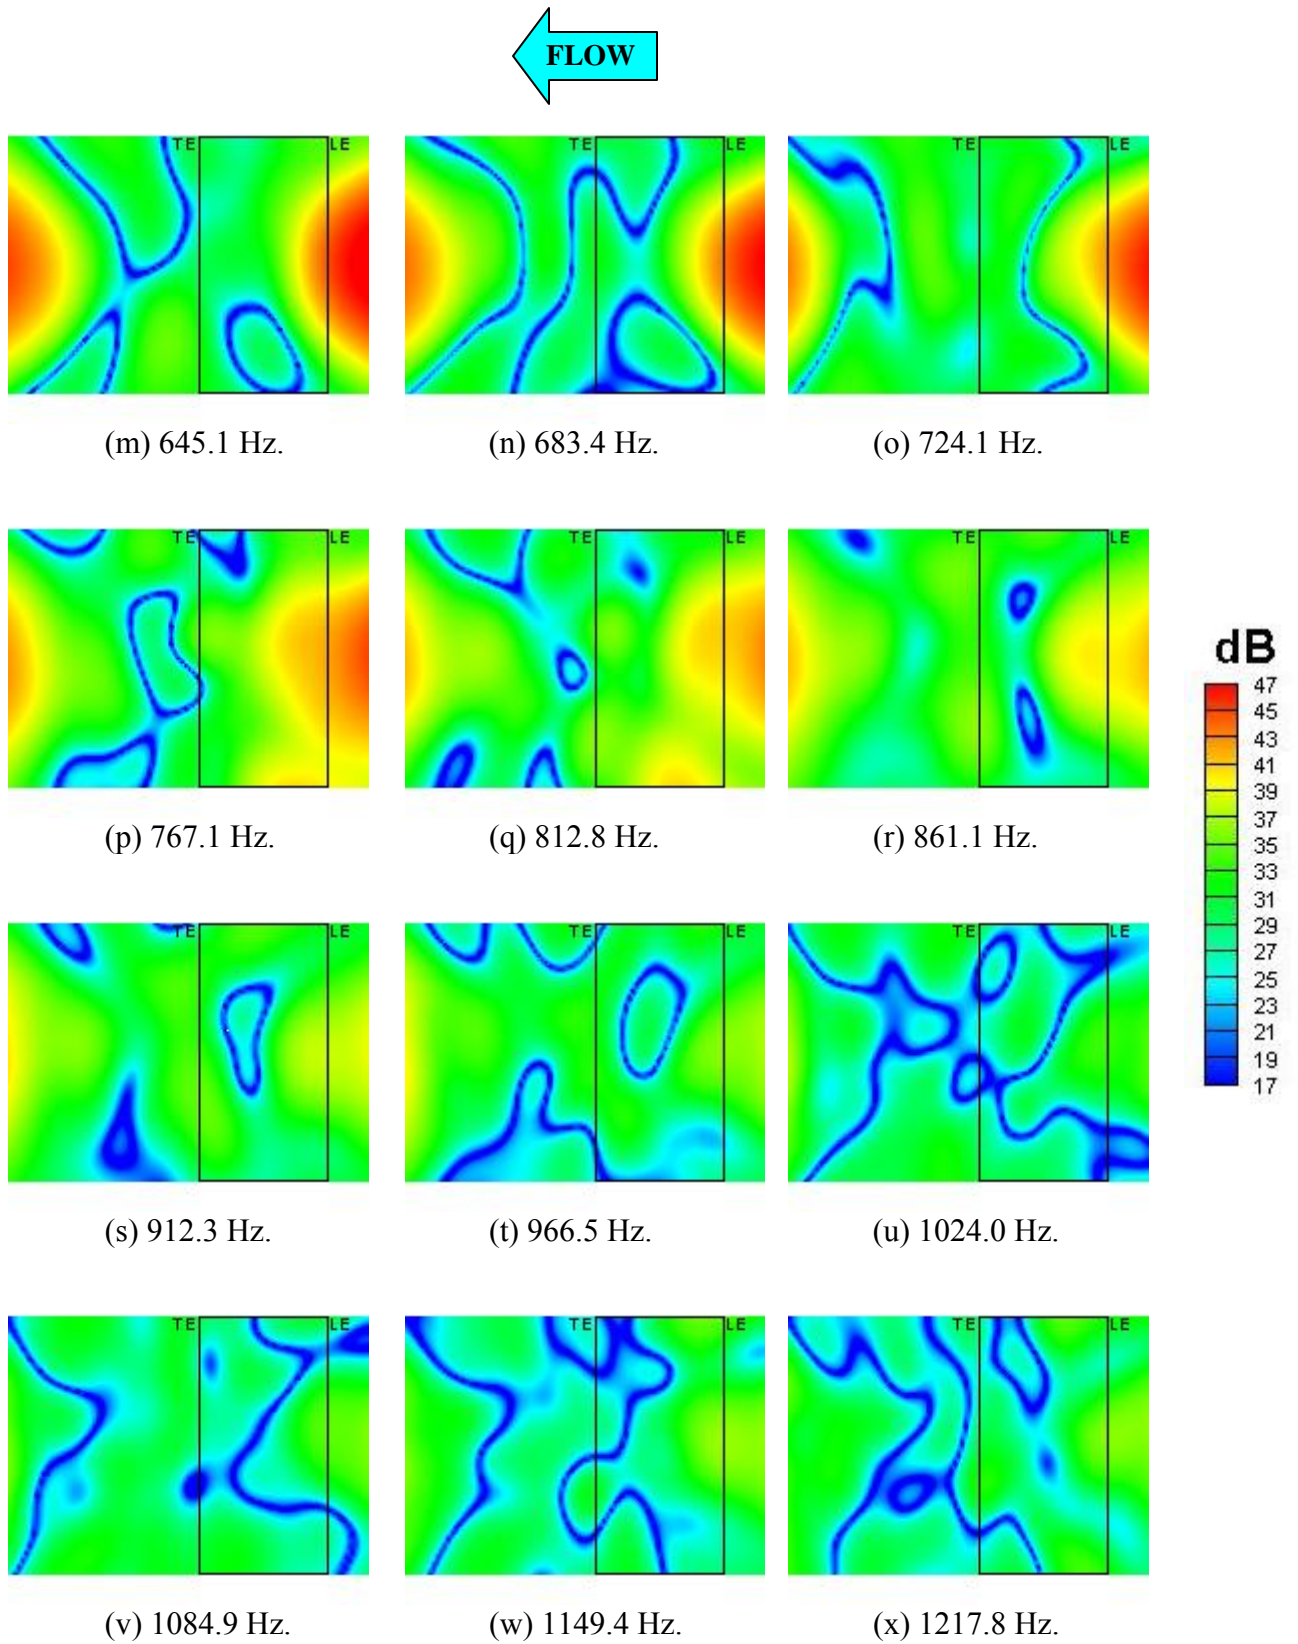 FLOW
TE LE TE LE TE LE
(m) 645.1 Hz. (n) 683.4 Hz. (o) 724.1 Hz.
TE LE TE LE TE LE
(p) 767.1 Hz. (q) 812.8 Hz. (r) 861.1 Hz.
dB
47
45
43
41
39
37
35
33
31
29
27
25
23
21
19
17
TE LE TE LE TE LE
(s) 912.3 Hz. (t) 966.5 Hz. (u) 1024.0 Hz.
TE LE TE LE TE LE
(v) 1084.9 Hz. (w) 1149.4 Hz. (x) 1217.8 Hz.